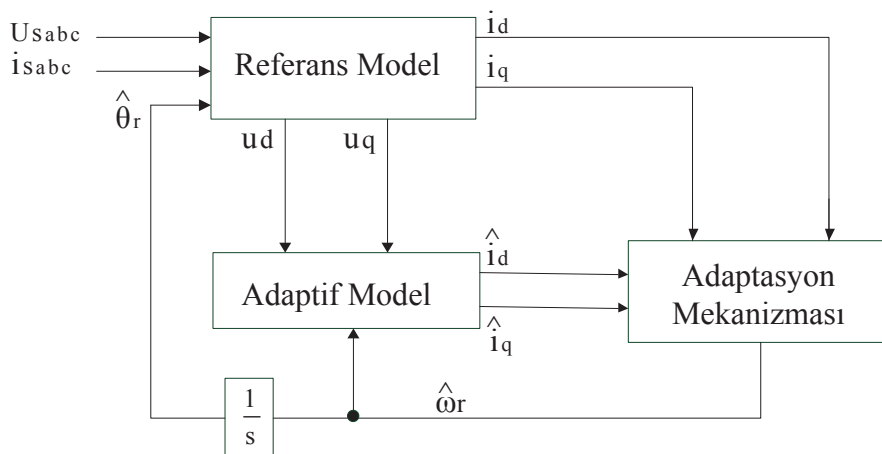 Usabc
isabc
θ̂r
Referans Model
id
iq
ud
uq
Adaptif Model
îd
îq
Adaptasyon
Mekanizması
1
s
ω̂r